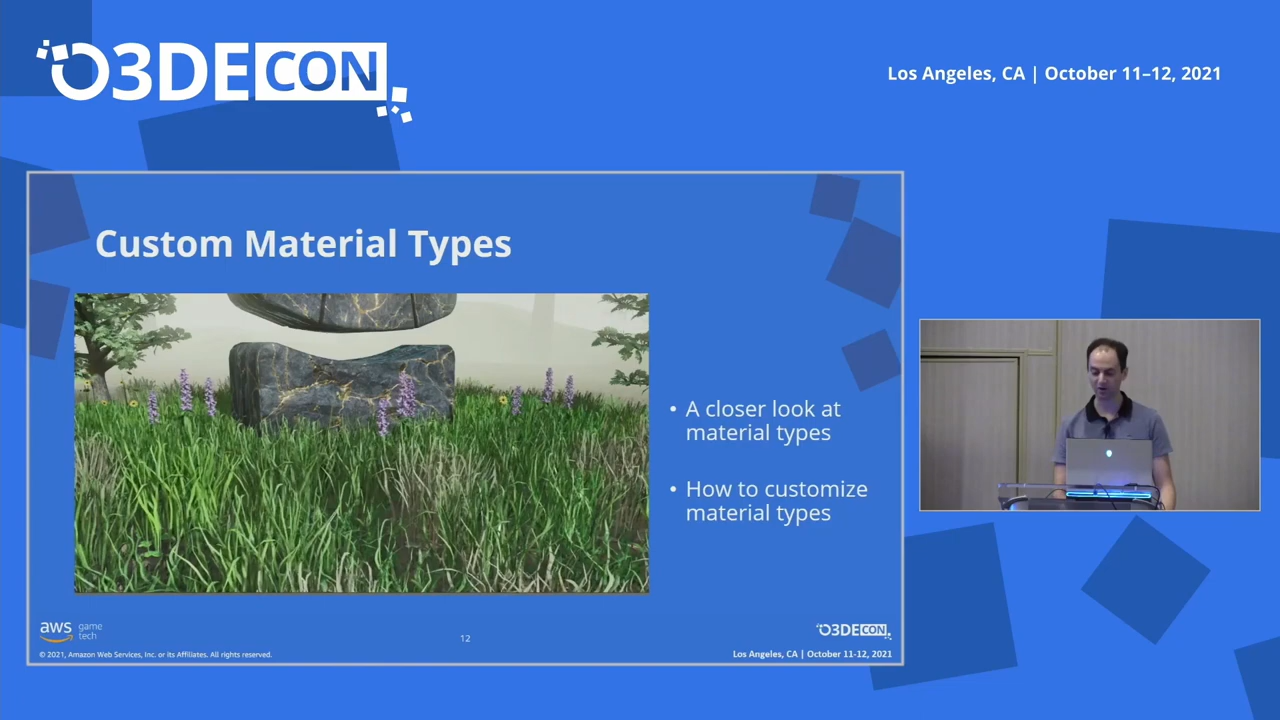 O3DECON
Los Angeles, CA | October 11–12, 2021
Custom Material Types
• A closer look at
material types
• How to customize
material types
aws game
tech
12
O3DECON
© 2021, Amazon Web Services, Inc. or its Affiliates. All rights reserved.
Los Angeles, CA | October 11-12, 2021